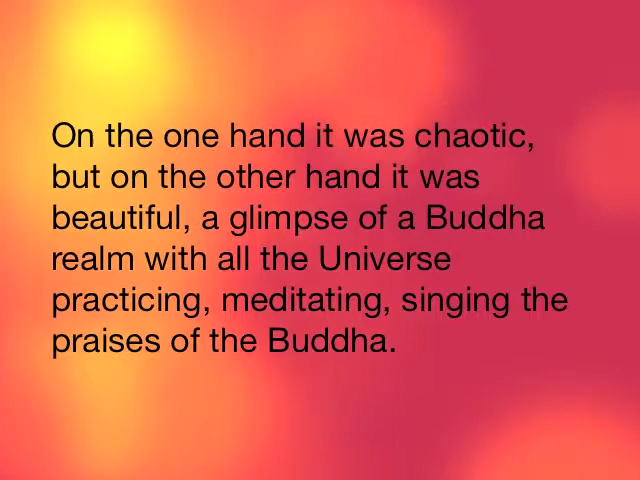 On the one hand it was chaotic,
but on the other hand it was
beautiful, a glimpse of a Buddha
realm with all the Universe
practicing, meditating, singing the
praises of the Buddha.